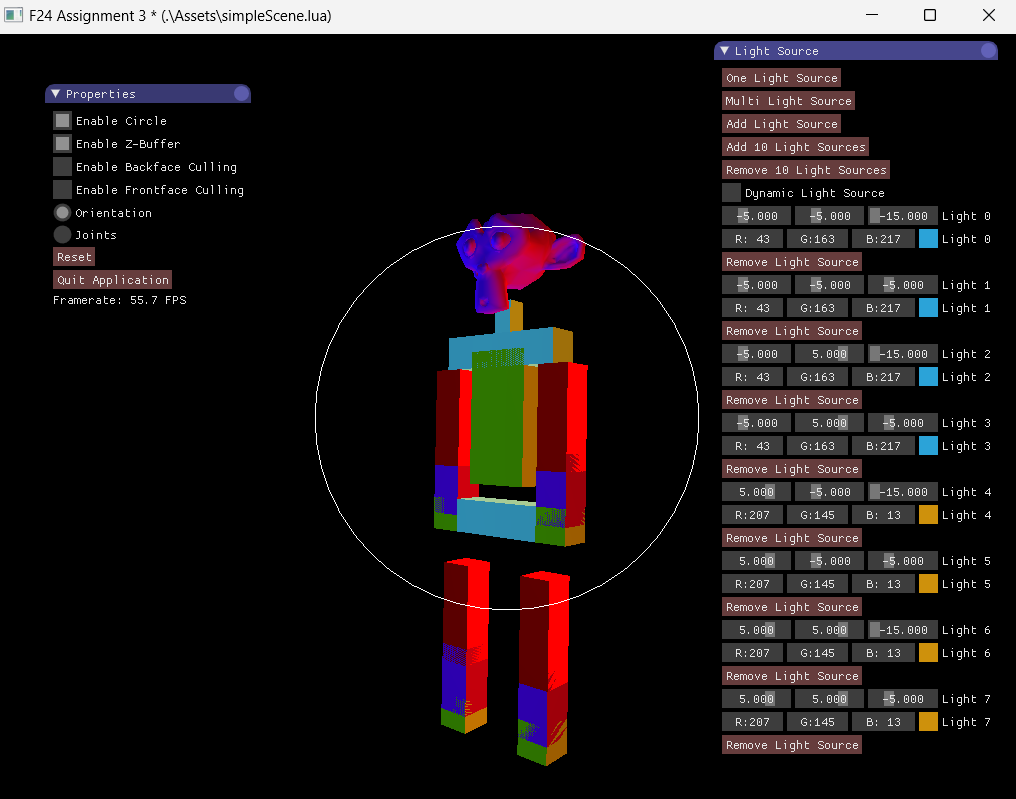 F24 Assignment 3 * (.\Assets\simpleScene.lua)
Properties
Enable Circle
Enable Z-Buffer
Enable Backface Culling
Enable Frontface Culling
Orientation
Joints
Reset
Quit Application
Framerate: 55.7 FPS
Light Source
One Light Source
Multi Light Source
Add Light Source
Add 10 Light Sources
Remove 10 Light Sources
Dynamic Light Source
-5.000 -5.000 -15.000 Light 0
R: 43 G:163 B:217 Light 0
Remove Light Source
-5.000 -5.000 -5.000 Light 1
R: 43 G:163 B:217 Light 1
Remove Light Source
-5.000 5.000 -15.000 Light 2
R: 43 G:163 B:217 Light 2
Remove Light Source
-5.000 5.000 -5.000 Light 3
R: 43 G:163 B:217 Light 3
Remove Light Source
5.000 -5.000 -15.000 Light 4
R:207 G:145 B: 13 Light 4
Remove Light Source
5.000 -5.000 -5.000 Light 5
R:207 G:145 B: 13 Light 5
Remove Light Source
5.000 5.000 -15.000 Light 6
R:207 G:145 B: 13 Light 6
Remove Light Source
5.000 5.000 -5.000 Light 7
R:207 G:145 B: 13 Light 7
Remove Light Source